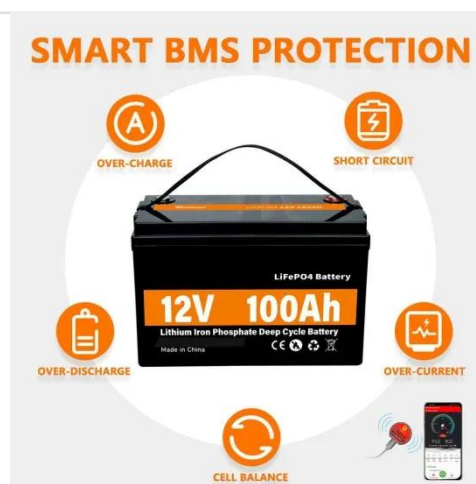 SMART BMS PROTECTION
OVER-CHARGE
SHORT CIRCUIT
LiFePO4 Battery
12V 100Ah
Lithium Iron Phosphate Deep Cycle Battery
Made in China
CE
OVER-DISCHARGE
OVER-CURRENT
CELL BALANCE